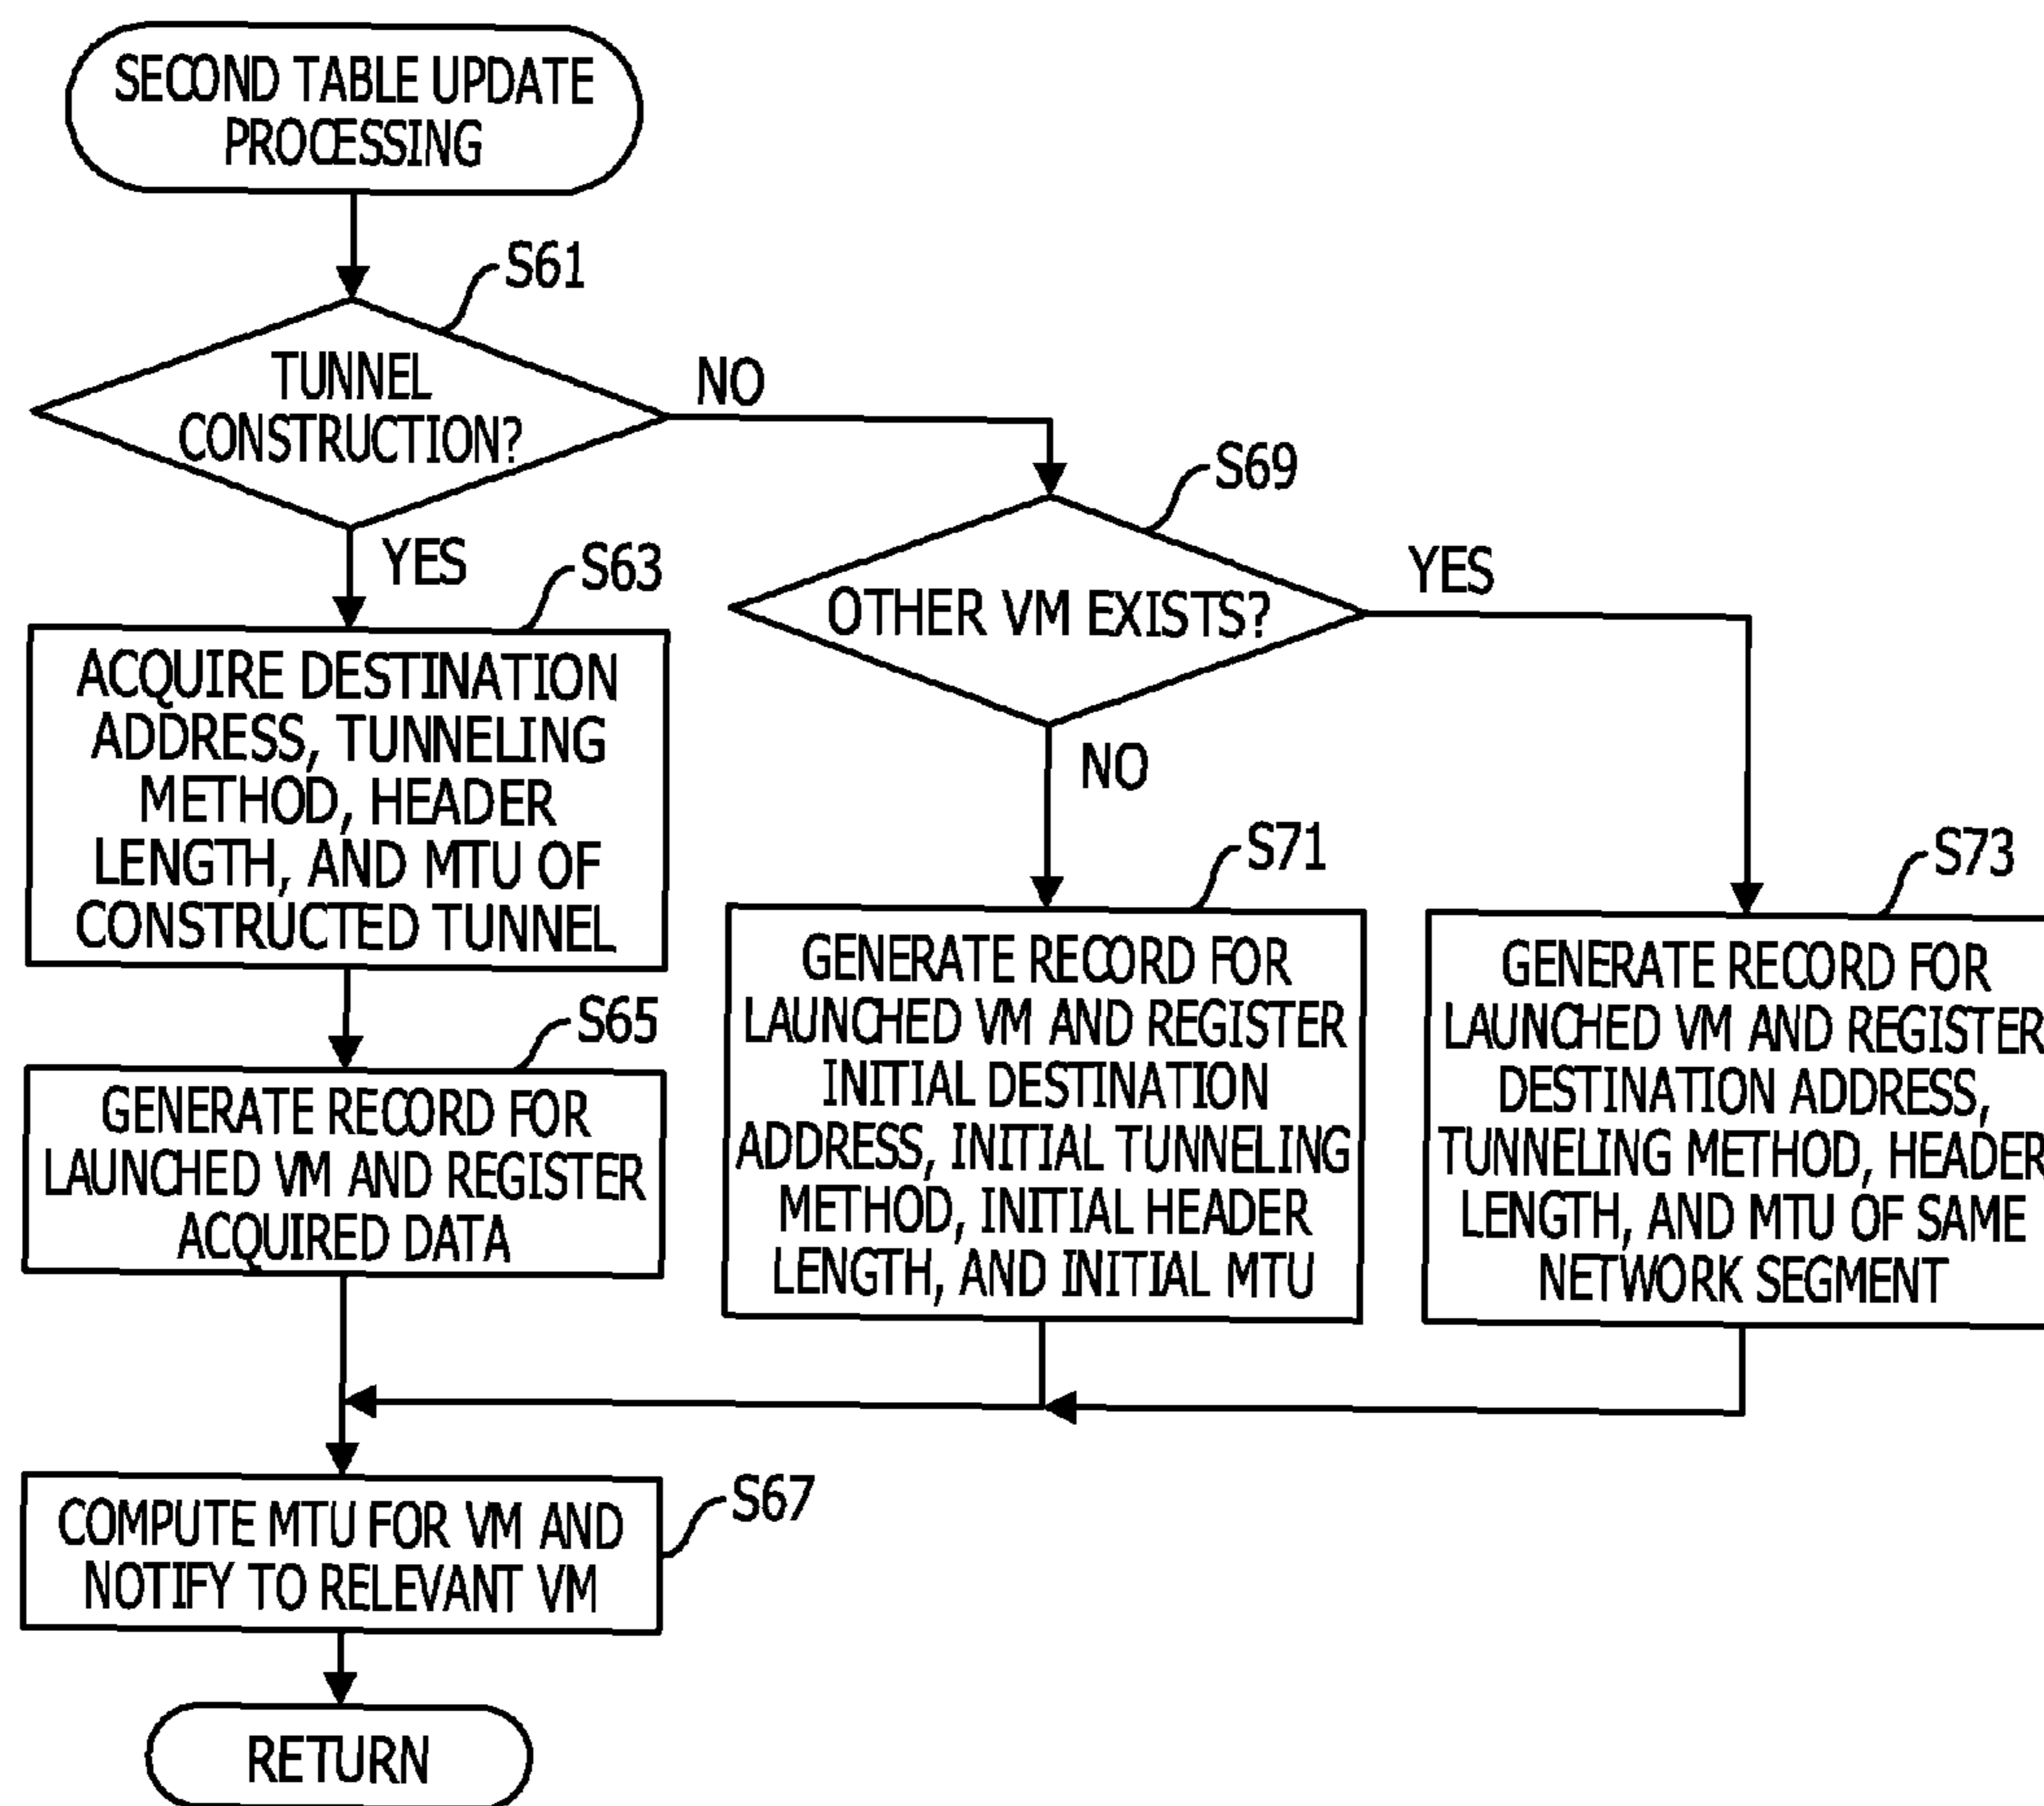 SECOND TABLE UPDATE
PROCESSING
S61
TUNNEL
CONSTRUCTION?
NO
YES
S63
ACQUIRE DESTINATION
ADDRESS, TUNNELING
METHOD, HEADER
LENGTH, AND MTU OF
CONSTRUCTED TUNNEL
S65
GENERATE RECORD FOR
LAUNCHED VM AND REGISTER
ACQUIRED DATA
S69
OTHER VM EXISTS?
YES
NO
S71
GENERATE RECORD FOR
LAUNCHED VM AND REGISTER
INITIAL DESTINATION
ADDRESS, INITIAL TUNNELING
METHOD, INITIAL HEADER
LENGTH, AND INITIAL MTU
S73
GENERATE RECORD FOR
LAUNCHED VM AND REGISTER
DESTINATION ADDRESS,
TUNNELING METHOD, HEADER
LENGTH, AND MTU OF SAME
NETWORK SEGMENT
S67
COMPUTE MTU FOR VM AND
NOTIFY TO RELEVANT VM
RETURN